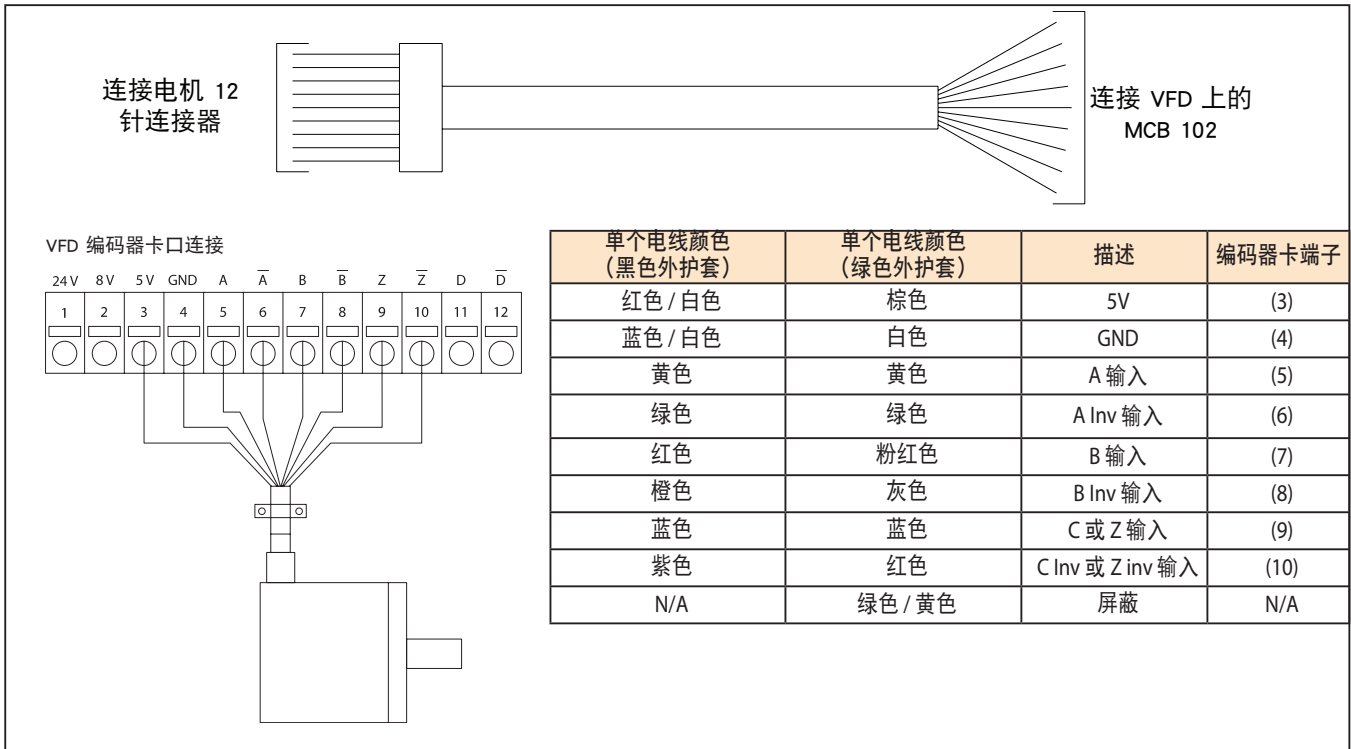 连接电机 12
针连接器
连接 VFD 上的
MCB 102
VFD 编码器卡口连接
24 V 8 V 5 V GND A A̅ B B̅ Z Z̅ D D̅
1 2 3 4 5 6 7 8 9 10 11 12
单个电线颜色
（黑色外护套）
单个电线颜色
（绿色外护套）
描述
编码器卡端子
红色 / 白色 棕色 5V (3)
蓝色 / 白色 白色 GND (4)
黄色 黄色 A 输入 (5)
绿色 绿色 A Inv 输入 (6)
红色 粉红色 B 输入 (7)
橙色 灰色 B Inv 输入 (8)
蓝色 蓝色 C 或 Z 输入 (9)
紫色 红色 C Inv 或 Z inv 输入 (10)
N/A 绿色 / 黄色 屏蔽 N/A